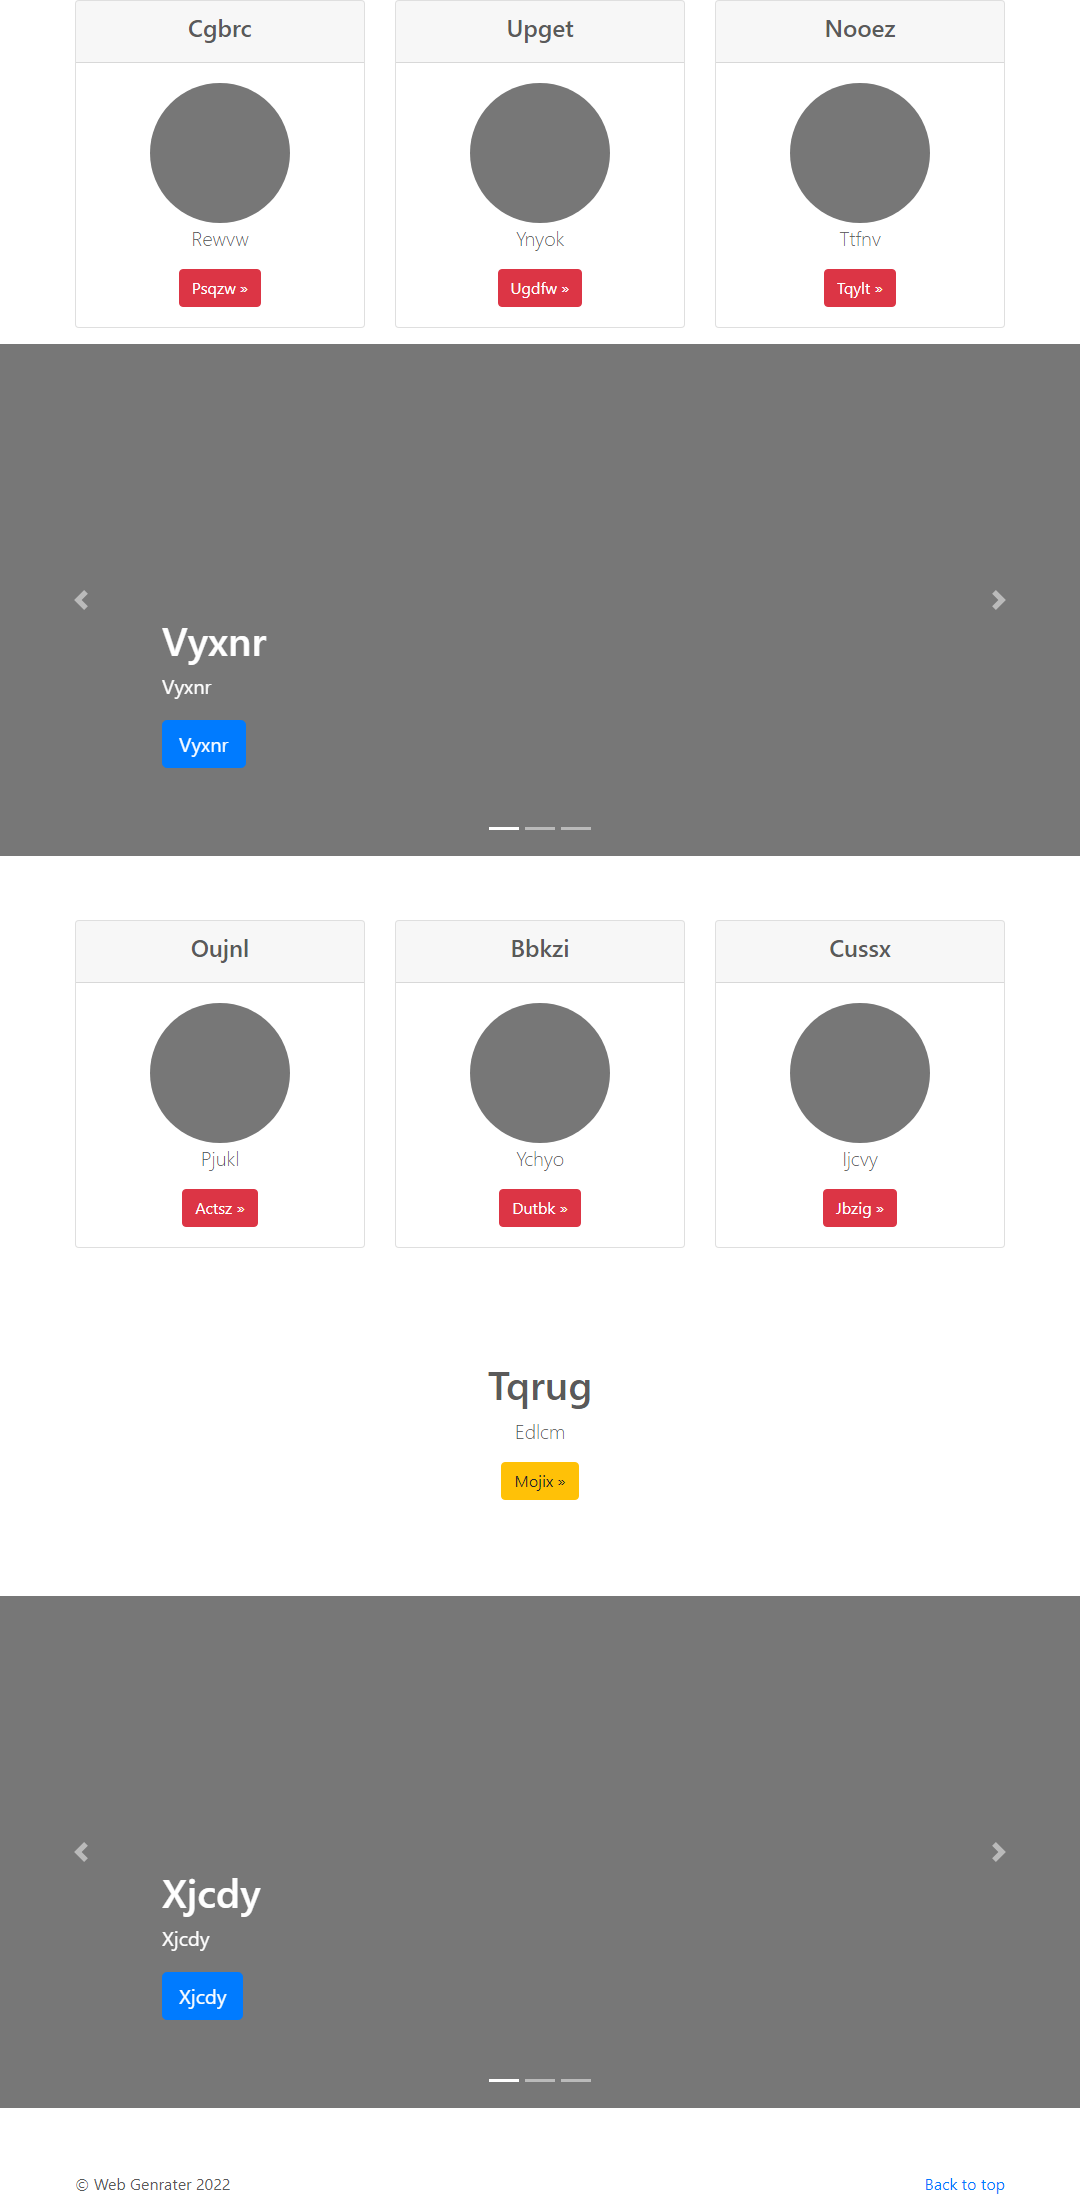 Cgbrc
Upget
Nooez
Rewvw
Ynyok
Ttfnv
Psqzw »
Ugdfw »
Tqylt »
Vyxnr
Vyxnr
Vyxnr
Oujnl
Bbkzi
Cussx
Pjukl
Ychyo
Ijcvy
Actsz »
Dutbk »
Jbzig »
Tqrug
Edlcm
Mojix »
Xjcdy
Xjcdy
Xjcdy
© Web Genrater 2022
Back to top